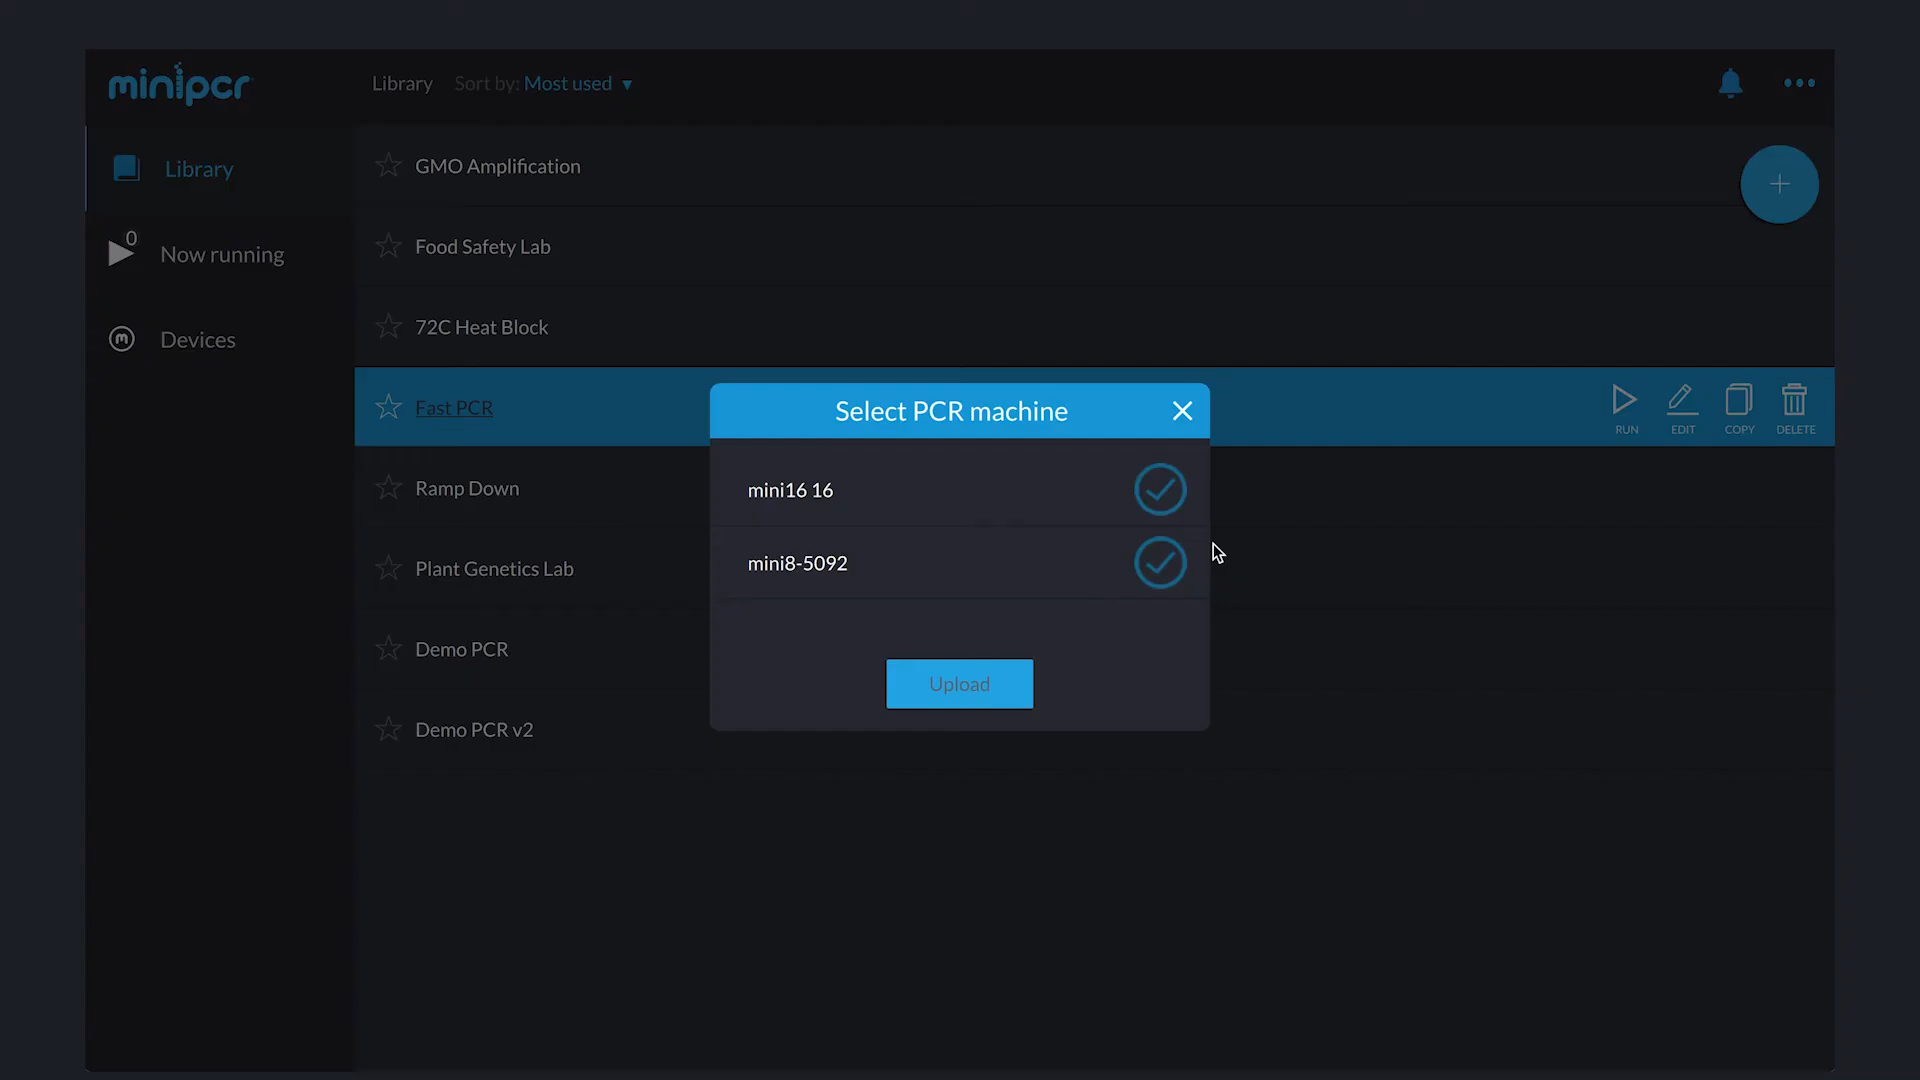 minipcr
Library Sort by: Most used ▼
Library
0
Now running
Devices
GMO Amplification
Food Safety Lab
72C Heat Block
Fast PCR
RUN EDIT COPY DELETE
Ramp Down
Plant Genetics Lab
Demo PCR
Demo PCR v2
Select PCR machine
mini16 16
mini8-5092
Upload